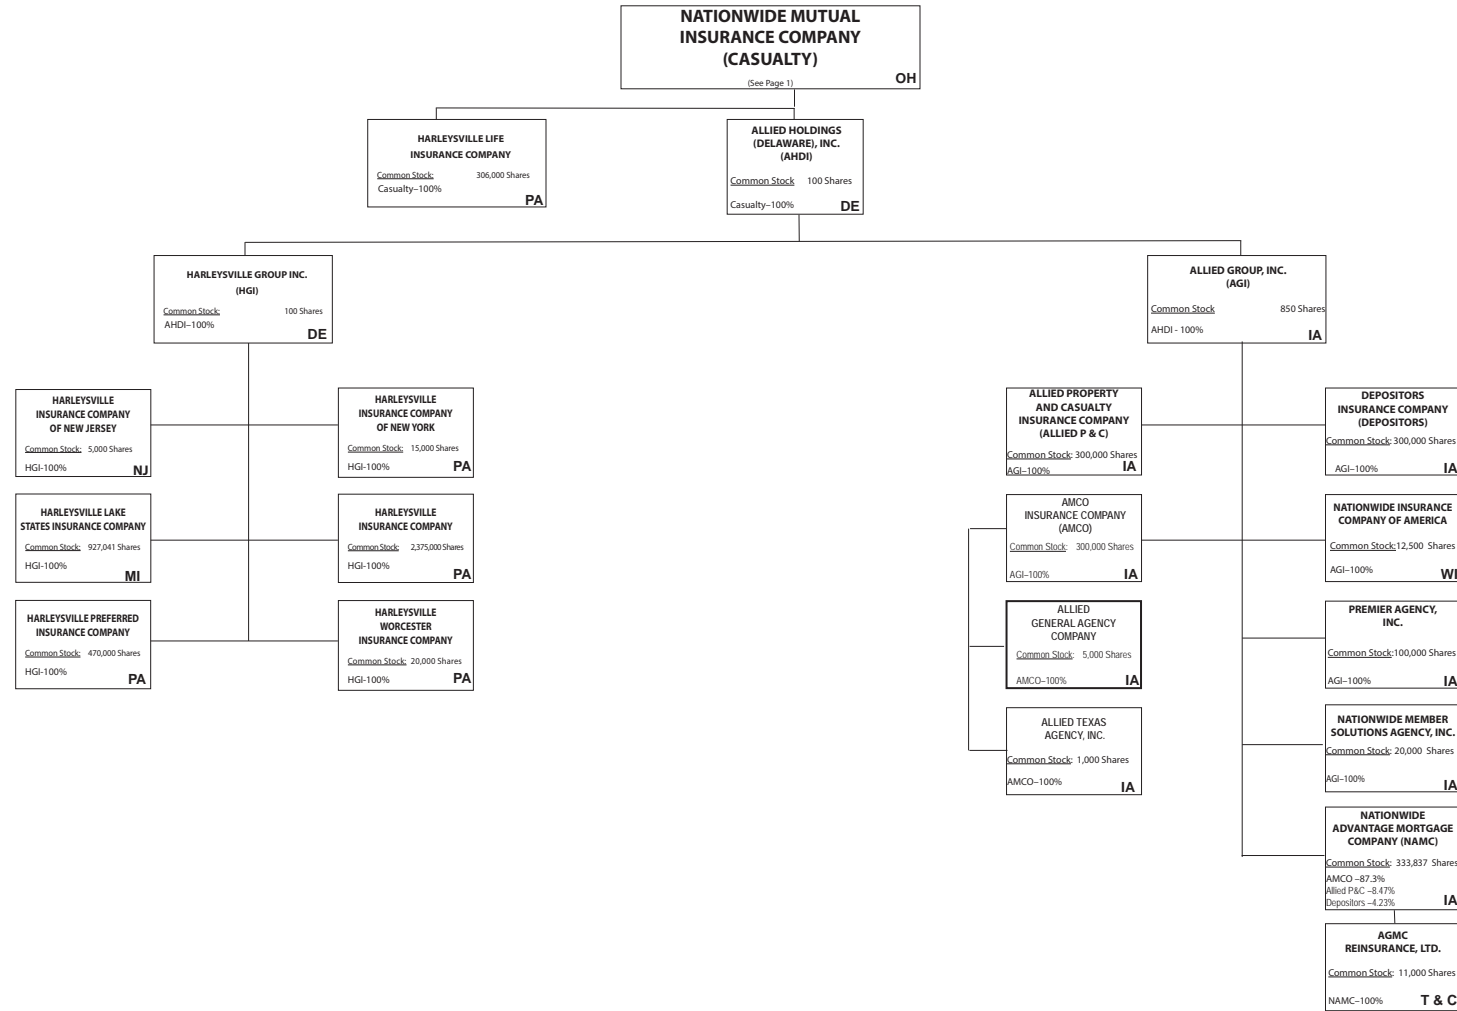 NATIONWIDE MUTUAL
INSURANCE COMPANY
(CASUALTY)
(See Page 1)
OH
HARLEYSVILLE LIFE
INSURANCE COMPANY
Common Stock: 306,000 Shares
Casualty–100%
PA
ALLIED HOLDINGS
(DELAWARE), INC.
(AHDI)
Common Stock 100 Shares
Casualty–100%
DE
HARLEYSVILLE GROUP INC.
(HGI)
Common Stock: 100 Shares
AHDI–100%
DE
ALLIED GROUP, INC.
(AGI)
Common Stock 850 Shares
AHDI - 100%
IA
HARLEYSVILLE
INSURANCE COMPANY
OF NEW JERSEY
Common Stock: 5,000 Shares
HGI-100%
NJ
HARLEYSVILLE
INSURANCE COMPANY
OF NEW YORK
Common Stock: 15,000 Shares
HGI-100%
PA
HARLEYSVILLE LAKE
STATES INSURANCE COMPANY
Common Stock: 927,041 Shares
HGI-100%
MI
HARLEYSVILLE
INSURANCE COMPANY
Common Stock: 2,375,000 Shares
HGI-100%
PA
HARLEYSVILLE PREFERRED
INSURANCE COMPANY
Common Stock: 470,000 Shares
HGI-100%
PA
HARLEYSVILLE
WORCESTER
INSURANCE COMPANY
Common Stock: 20,000 Shares
HGI-100%
PA
ALLIED PROPERTY
AND CASUALTY
INSURANCE COMPANY
(ALLIED P & C)
Common Stock: 300,000 Shares
AGI–100%
IA
DEPOSITORS
INSURANCE COMPANY
(DEPOSITORS)
Common Stock: 300,000 Shares
AGI–100%
IA
AMCO
INSURANCE COMPANY
(AMCO)
Common Stock: 300,000 Shares
AGI–100%
IA
NATIONWIDE INSURANCE
COMPANY OF AMERICA
Common Stock:12,500 Shares
AGI–100%
WI
ALLIED
GENERAL AGENCY
COMPANY
Common Stock: 5,000 Shares
AMCO–100%
IA
PREMIER AGENCY,
INC.
Common Stock:100,000 Shares
AGI–100%
IA
ALLIED TEXAS
AGENCY, INC.
Common Stock: 1,000 Shares
AMCO–100%
IA
NATIONWIDE MEMBER
SOLUTIONS AGENCY, INC.
Common Stock: 20,000 Shares
AGI–100%
IA
NATIONWIDE
ADVANTAGE MORTGAGE
COMPANY (NAMC)
Common Stock: 333,837 Shares
AMCO –87.3%
Allied P&C –8.47%
Depositors –4.23%
IA
AGMC
REINSURANCE, LTD.
Common Stock: 11,000 Shares
NAMC–100%
T & C